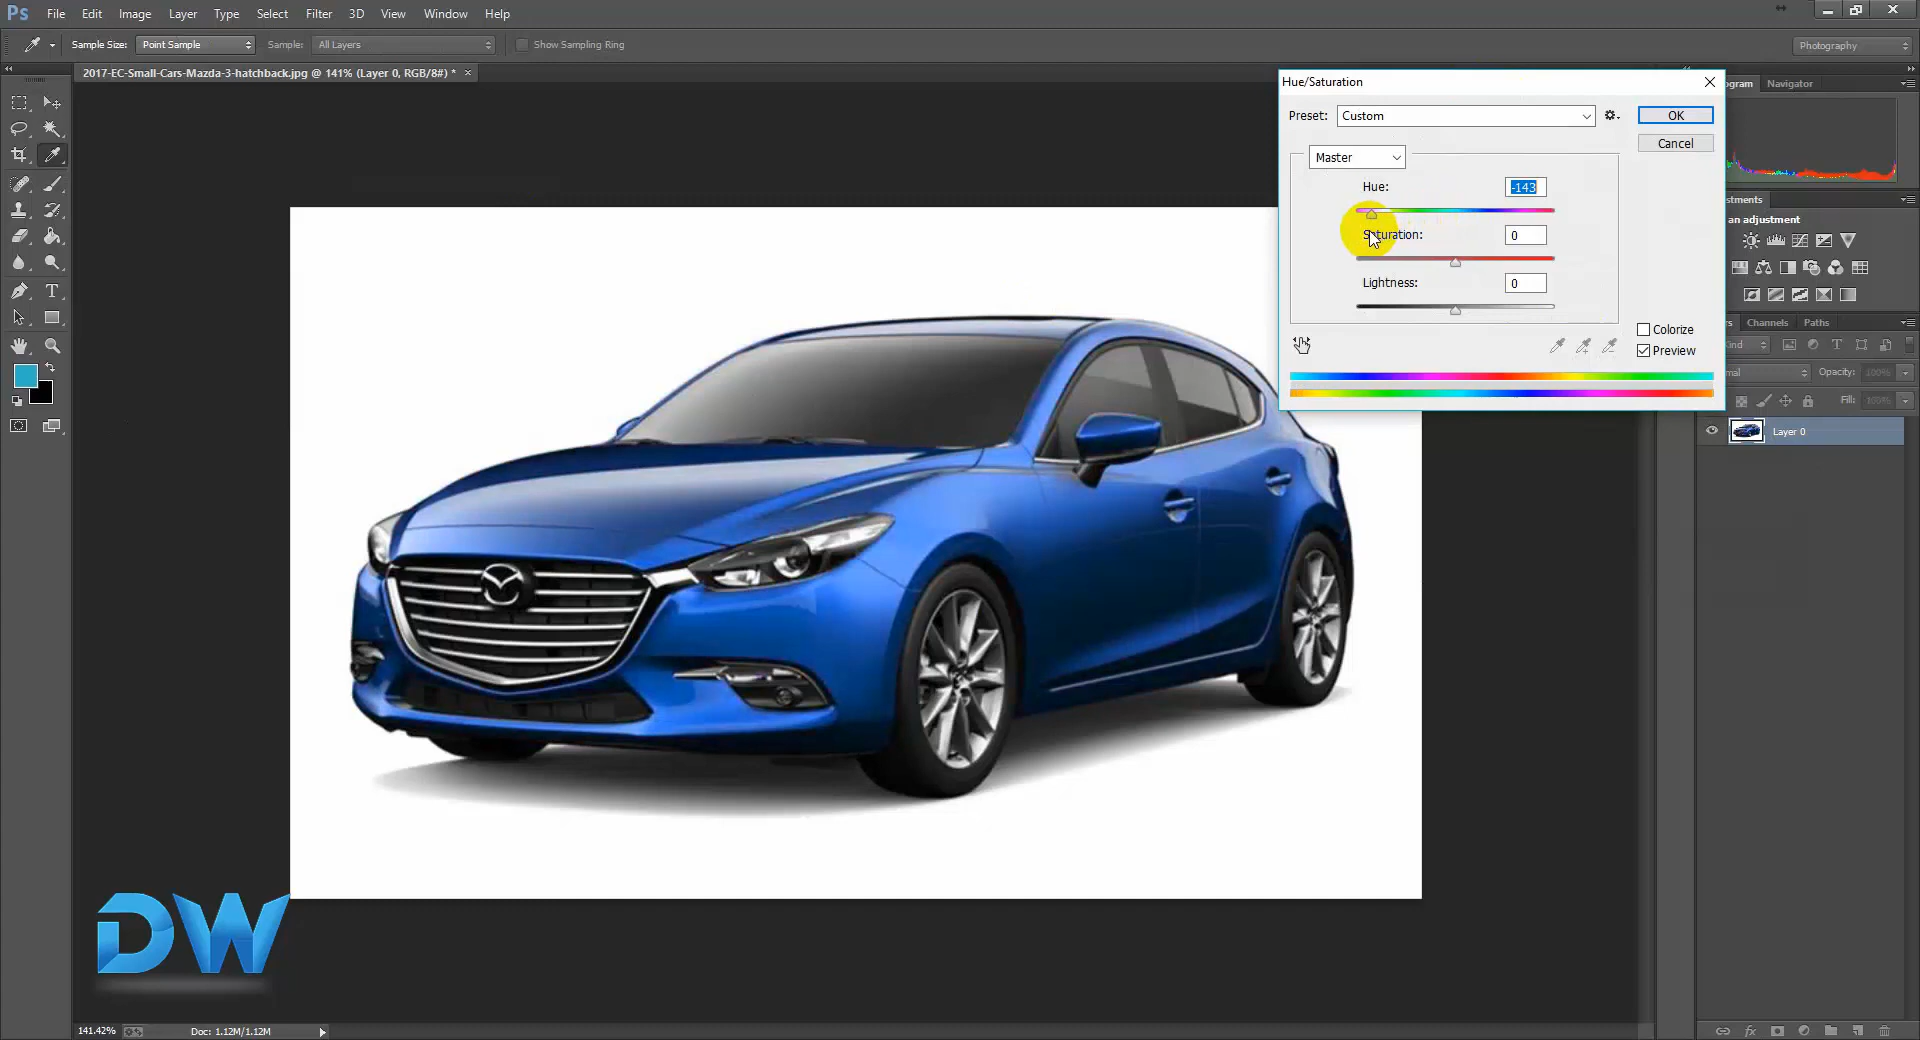 Ps File Edit Image Layer Type Select Filter 3D View Window Help
Sample Size: Point Sample Sample: All Layers Show Sampling Ring Photography
2017-EC-Small-Cars-Mazda-3-hatchback.jpg @ 141% (Layer 0, RGB/8#) * ×
Hue/Saturation
Navigator
Preset: Custom OK
Cancel
Master
Hue: -143
Saturation: 0
Lightness: 0
Colorize
Preview
an adjustment
Channels Paths
Opacity: 100%
Fill: 100%
Layer 0
DW
141.42% Doc: 1.12M/1.12M